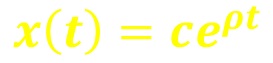 x(t) = ce^{ρt}